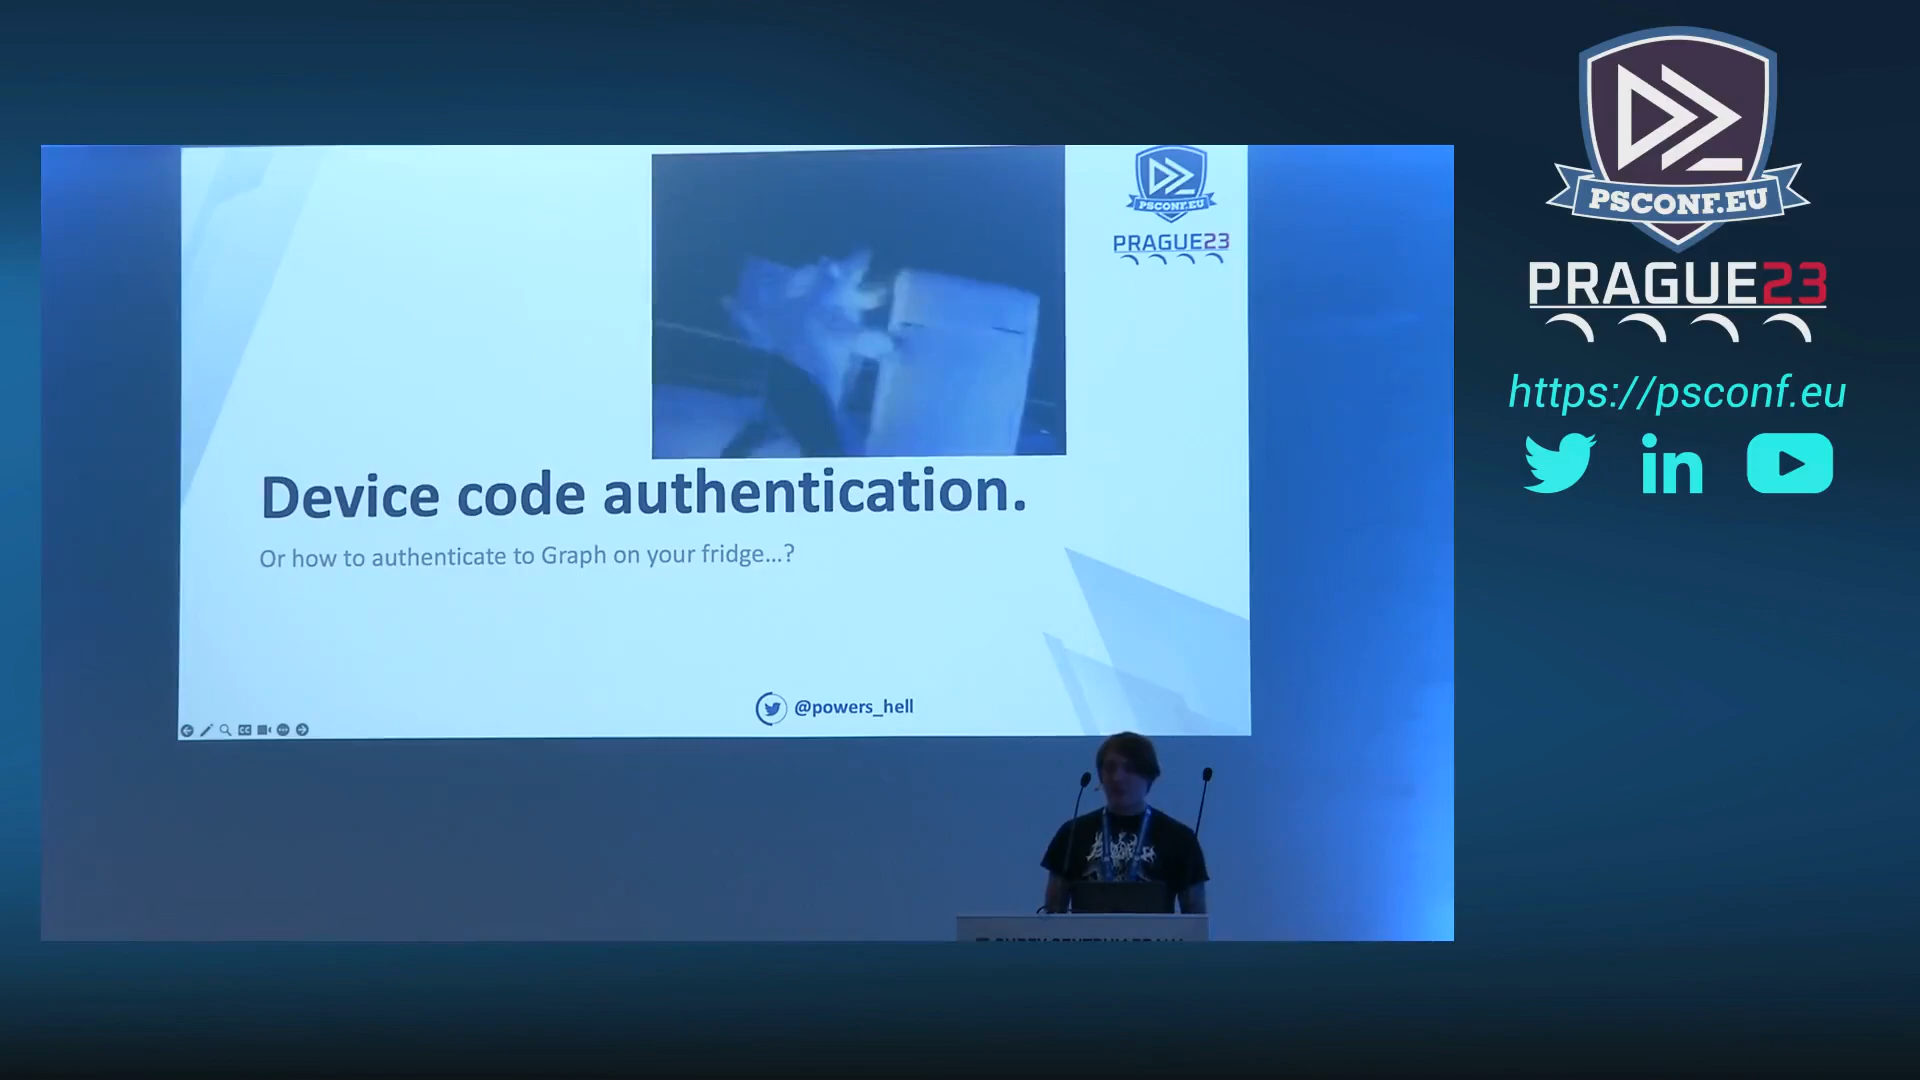 PSCONF.EU
PRAGUE23
Device code authentication.
Or how to authenticate to Graph on your fridge...?
@powers_hell
PSCONF.EU
PRAGUE23
https://psconf.eu
in